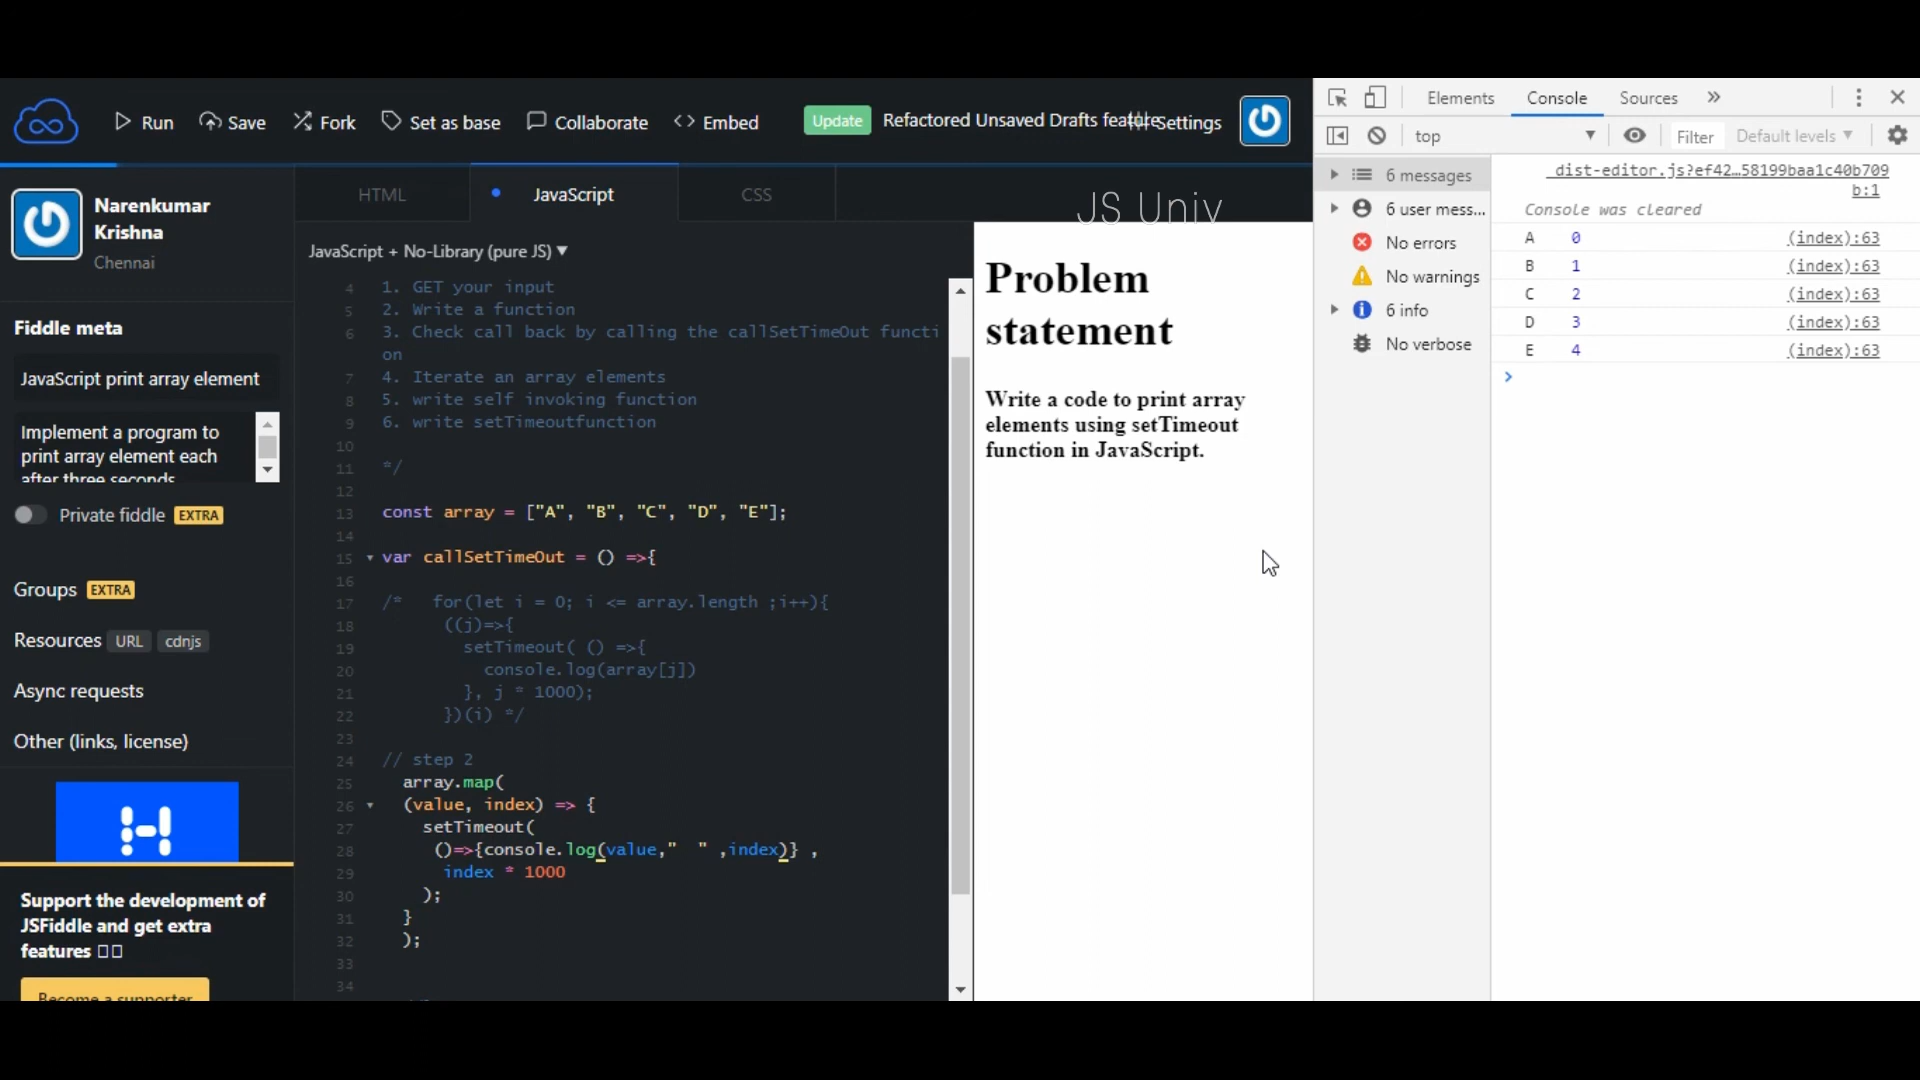 Run
Save
Fork
Set as base
Collaborate
Embed
Update
Refactored Unsaved Drafts feature
Settings
Narenkumar
Krishna
Chennai
Fiddle meta
JavaScript print array element
Implement a program to
print array element each
after three seconds
Private fiddle EXTRA
Groups EXTRA
Resources URL cdnjs
Async requests
Other (links, license)
Support the development of
JSFiddle and get extra
features
Become a supporter
HTML
JavaScript
CSS
JavaScript + No-Library (pure JS) ▼
4 1. GET your input
5 2. Write a function
6 3. Check call back by calling the callSetTimeOut functi
on
7 4. Iterate an array elements
8 5. write self invoking function
9 6. write setTimeoutfunction
10
11 */
12
13 const array = ["A", "B", "C", "D", "E"];
14
15 var callSetTimeOut = () =>{
16
17 /* for(let i = 0; i <= array.length ;i++){
18 ((j)=>{
19 setTimeout( () =>{
20 console.log(array[j])
21 }, j * 1000);
22 })(i) */
23
24 // step 2
25 array.map(
26 (value, index) => {
27 setTimeout(
28 ()=>{console.log(value,"  " ,index)} ,
29 index * 1000
30 );
31 }
32 );
33
34
JS Univ
Problem
statement
Write a code to print array
elements using setTimeout
function in JavaScript.
Elements
Console
Sources
»
top
Filter
Default levels ▼
6 messages
6 user mess...
No errors
No warnings
6 info
No verbose
_dist-editor.js?ef42…58199baa1c40b709
b:1
Console was cleared
A 0 (index):63
B 1 (index):63
C 2 (index):63
D 3 (index):63
E 4 (index):63